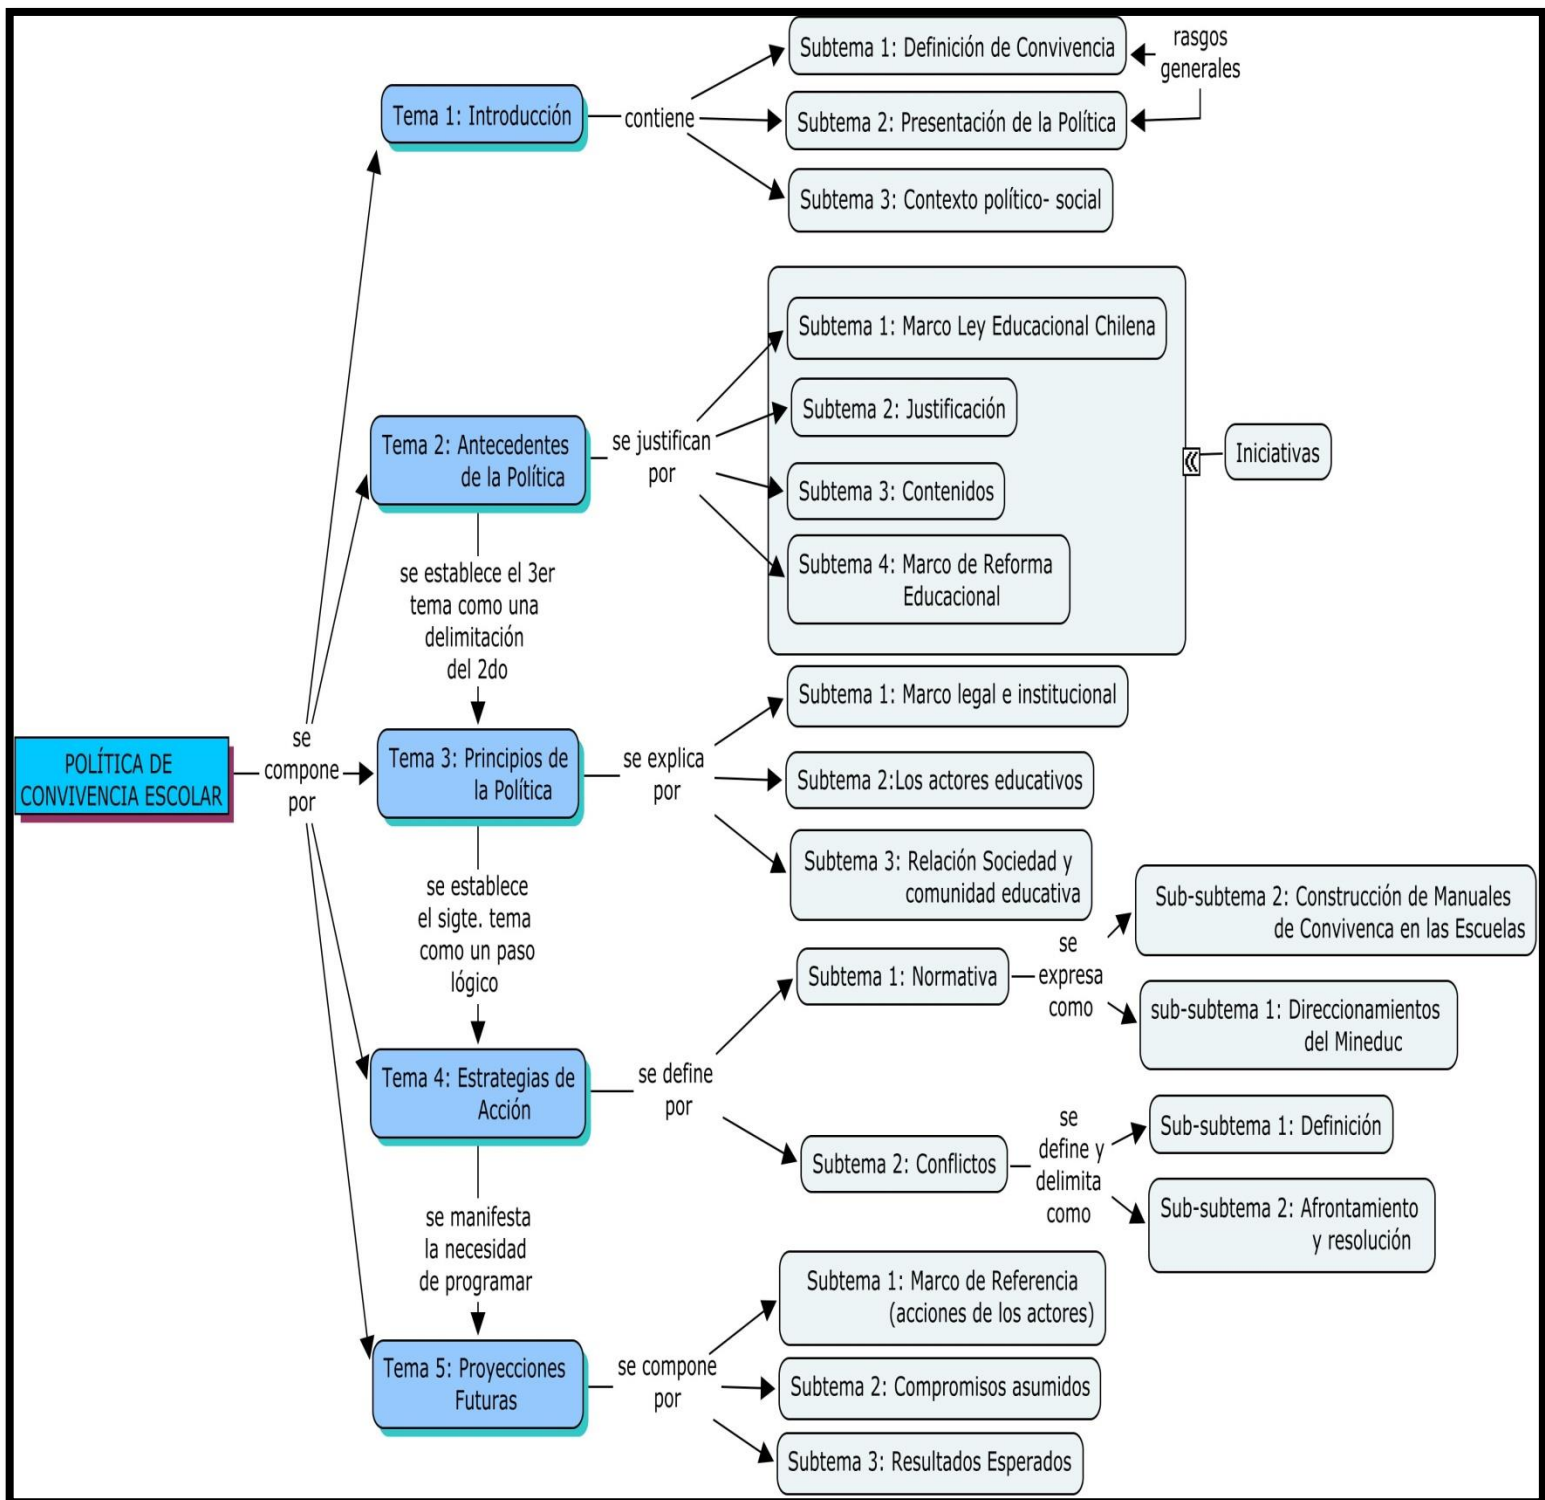 POLÍTICA DE
CONVIVENCIA ESCOLAR
se
compone
por
Tema 1: Introducción
contiene
Subtema 1: Definición de Convivencia
Subtema 2: Presentación de la Política
Subtema 3: Contexto político- social
rasgos
generales
Tema 2: Antecedentes
de la Política
se justifican
por
Subtema 1: Marco Ley Educacional Chilena
Subtema 2: Justificación
Subtema 3: Contenidos
Subtema 4: Marco de Reforma
Educacional
Iniciativas
se establece el 3er
tema como una
delimitación
del 2do
Tema 3: Principios de
la Política
se explica
por
Subtema 1: Marco legal e institucional
Subtema 2:Los actores educativos
Subtema 3: Relación Sociedad y
comunidad educativa
se establece
el sigte. tema
como un paso
lógico
Tema 4: Estrategias de
Acción
se define
por
Subtema 1: Normativa
se
expresa
como
Sub-subtema 2: Construcción de Manuales
de Convivenca en las Escuelas
sub-subtema 1: Direccionamientos
del Mineduc
Subtema 2: Conflictos
se
define y
delimita
como
Sub-subtema 1: Definición
Sub-subtema 2: Afrontamiento
y resolución
se manifesta
la necesidad
de programar
Tema 5: Proyecciones
Futuras
se compone
por
Subtema 1: Marco de Referencia
(acciones de los actores)
Subtema 2: Compromisos asumidos
Subtema 3: Resultados Esperados